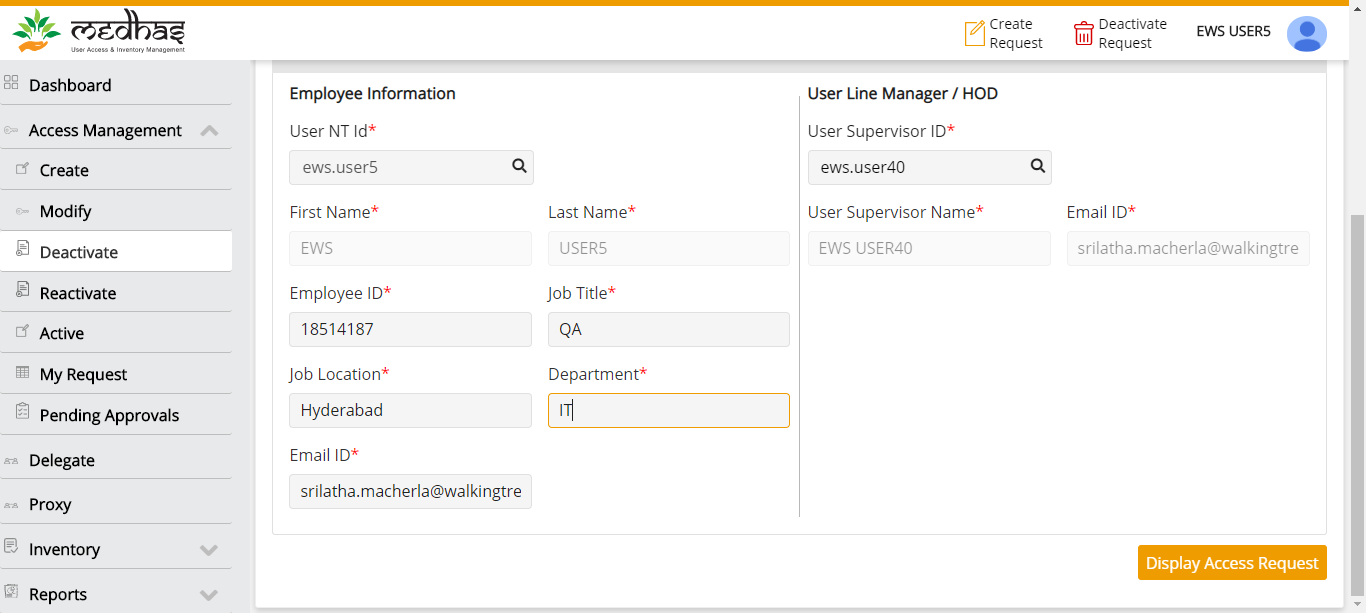 medhas
User Access & Inventory Management
Create
Request
Deactivate
Request
EWS USER5
Dashboard
Access Management
Create
Modify
Deactivate
Reactivate
Active
My Request
Pending Approvals
Delegate
Proxy
Inventory
Reports
Employee Information
User NT Id*
ews.user5
First Name*
Last Name*
EWS
USER5
Employee ID*
Job Title*
18514187
QA
Job Location*
Department*
Hyderabad
IT
Email ID*
srilatha.macherla@walkingtre
User Line Manager / HOD
User Supervisor ID*
ews.user40
User Supervisor Name*
Email ID*
EWS USER40
srilatha.macherla@walkingtre
Display Access Request